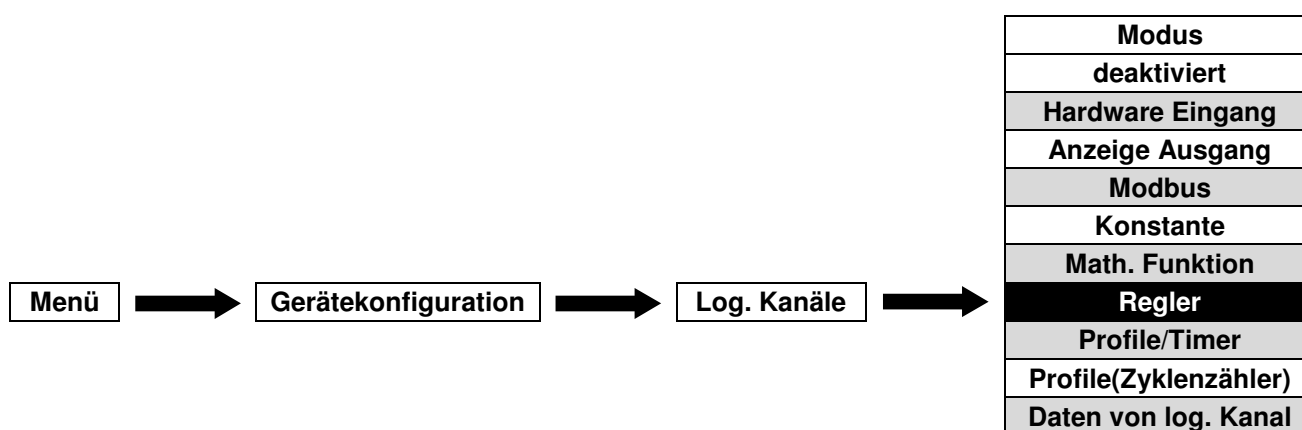 Modus
deaktiviert
Hardware Eingang
Anzeige Ausgang
Modbus
Konstante
Math. Funktion
Menü
Gerätekonfiguration
Log. Kanäle
Regler
Profile/Timer
Profile(Zyklenzähler)
Daten von log. Kanal